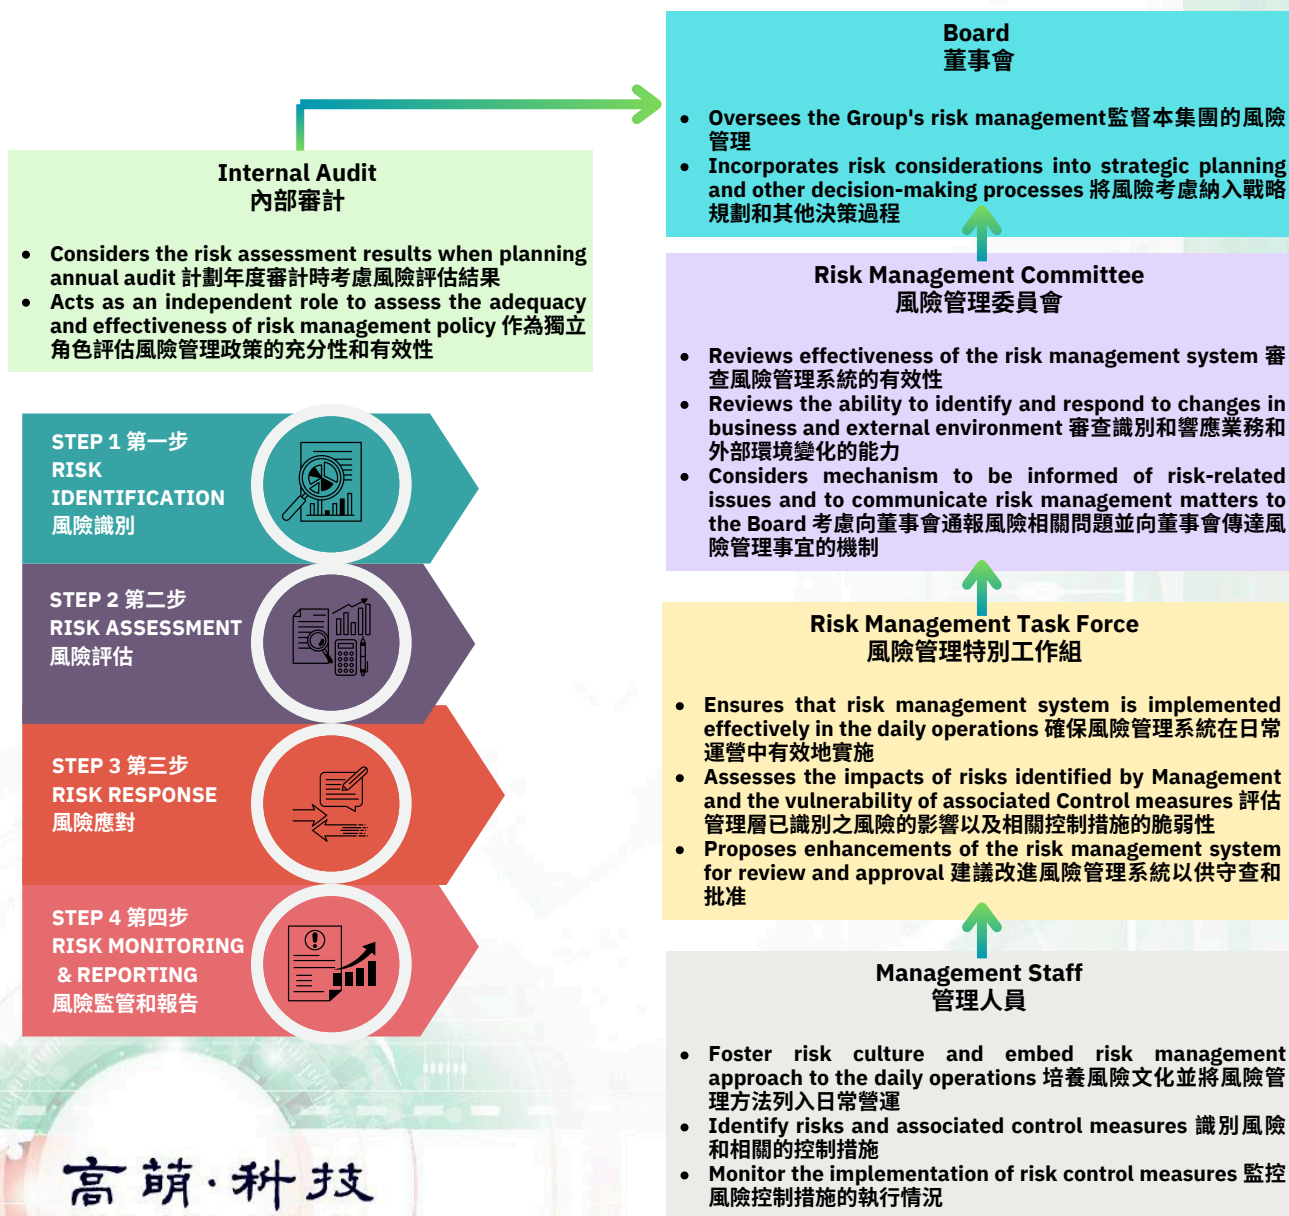 Internal Audit
內部審計
Considers the risk assessment results when planning
annual audit 計劃年度審計時考慮風險評估結果
Acts as an independent role to assess the adequacy
and effectiveness of risk management policy 作為獨立
角色評估風險管理政策的充分性和有效性
STEP 1 第一步
RISK
IDENTIFICATION
風險識別
STEP 2 第二步
RISK ASSESSMENT
風險評估
STEP 3 第三步
RISK RESPONSE
風險應對
STEP 4 第四步
RISK MONITORING
& REPORTING
風險監管和報告
高萌·科技
Board
董事會
Oversees the Group's risk management監督本集團的風險
管理
Incorporates risk considerations into strategic planning
and other decision-making processes 將風險考慮納入戰略
規劃和其他決策過程
Risk Management Committee
風險管理委員會
Reviews effectiveness of the risk management system 審
查風險管理系統的有效性
Reviews the ability to identify and respond to changes in
business and external environment 審查識別和響應業務和
外部環境變化的能力
Considers mechanism to be informed of risk-related
issues and to communicate risk management matters to
the Board 考慮向董事會通報風險相關問題並向董事會傳達風
險管理事宜的機制
Risk Management Task Force
風險管理特別工作組
Ensures that risk management system is implemented
effectively in the daily operations 確保風險管理系統在日常
運營中有效地實施
Assesses the impacts of risks identified by Management
and the vulnerability of associated Control measures 評估
管理層已識別之風險的影響以及相關控制措施的脆弱性
Proposes enhancements of the risk management system
for review and approval 建議改進風險管理系統以供守查和
批准
Management Staff
管理人員
Foster risk culture and embed risk management
approach to the daily operations 培養風險文化並將風險管
理方法列入日常營運
Identify risks and associated control measures 識別風險
和相關的控制措施
Monitor the implementation of risk control measures 監控
風險控制措施的執行情況